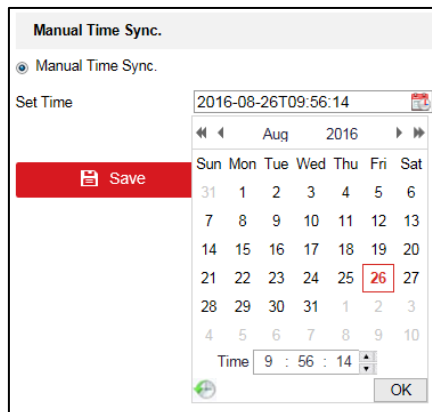 Manual Time Sync.
Manual Time Sync.
Set Time 2016-08-26T09:56:14
Aug 2016
Sun Mon Tue Wed Thu Fri Sat
31 1 2 3 4 5 6
7 8 9 10 11 12 13
14 15 16 17 18 19 20
21 22 23 24 25 26 27
28 29 30 31 1 2 3
4 5 6 7 8 9 10
Time 9 : 56 : 14
OK
Save